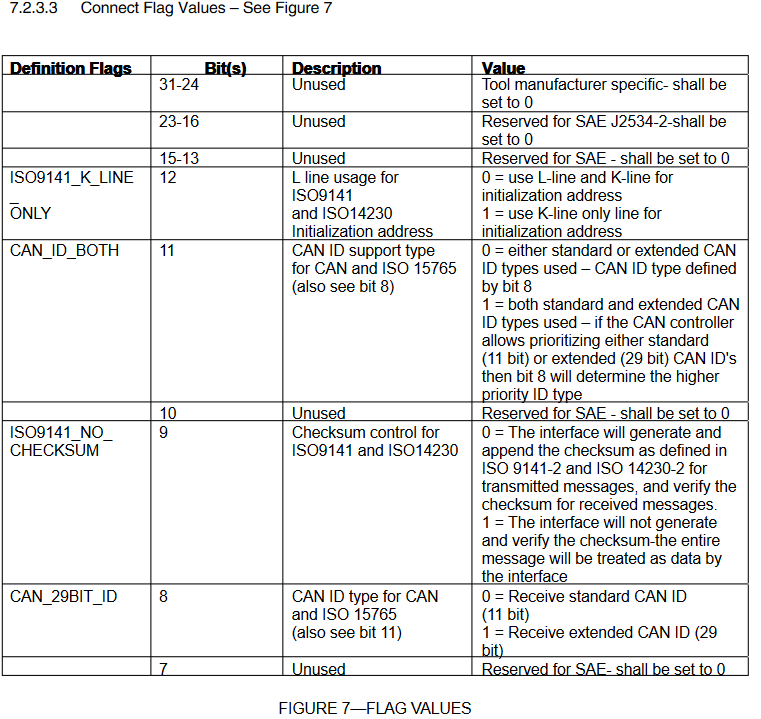 7.2.3.3 Connect Flag Values – See Figure 7
Definition Flags Bit(s) Description Value
31-24 Unused Tool manufacturer specific- shall be
set to 0
23-16 Unused Reserved for SAE J2534-2-shall be
set to 0
15-13 Unused Reserved for SAE - shall be set to 0
ISO9141_K_LINE 12 L line usage for 0 = use L-line and K-line for
_ ISO9141 initialization address
ONLY and ISO14230 1 = use K-line only line for
Initialization address initialization address
CAN_ID_BOTH 11 CAN ID support type 0 = either standard or extended CAN
for CAN and ISO 15765 ID types used – CAN ID type defined
(also see bit 8) by bit 8
1 = both standard and extended CAN
ID types used – if the CAN controller
allows prioritizing either standard
(11 bit) or extended (29 bit) CAN ID's
then bit 8 will determine the higher
priority ID type
10 Unused Reserved for SAE - shall be set to 0
ISO9141_NO_ 9 Checksum control for 0 = The interface will generate and
CHECKSUM ISO9141 and ISO14230 append the checksum as defined in
ISO 9141-2 and ISO 14230-2 for
transmitted messages, and verify the
checksum for received messages.
1 = The interface will not generate
and verify the checksum-the entire
message will be treated as data by
the interface
CAN_29BIT_ID 8 CAN ID type for CAN 0 = Receive standard CAN ID
and ISO 15765 (11 bit)
(also see bit 11) 1 = Receive extended CAN ID (29
bit)
7 Unused Reserved for SAE- shall be set to 0
FIGURE 7—FLAG VALUES